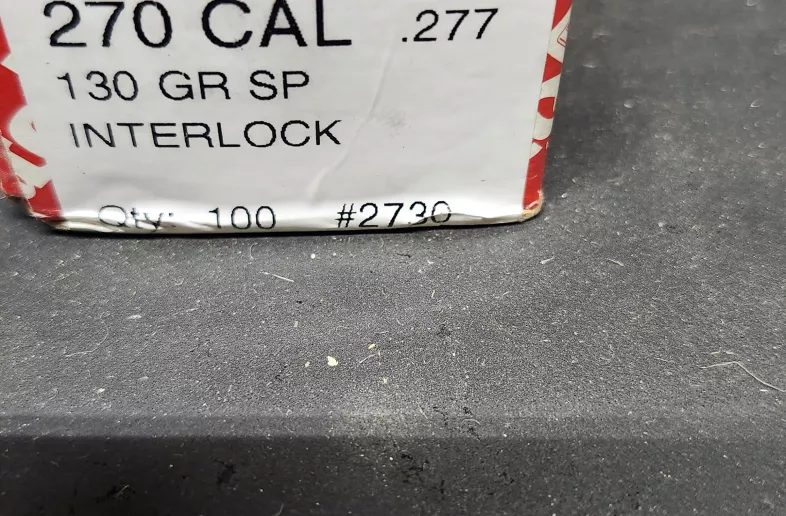 270 CAL .277
130 GR SP
INTERLOCK
Qty: 100 #2730